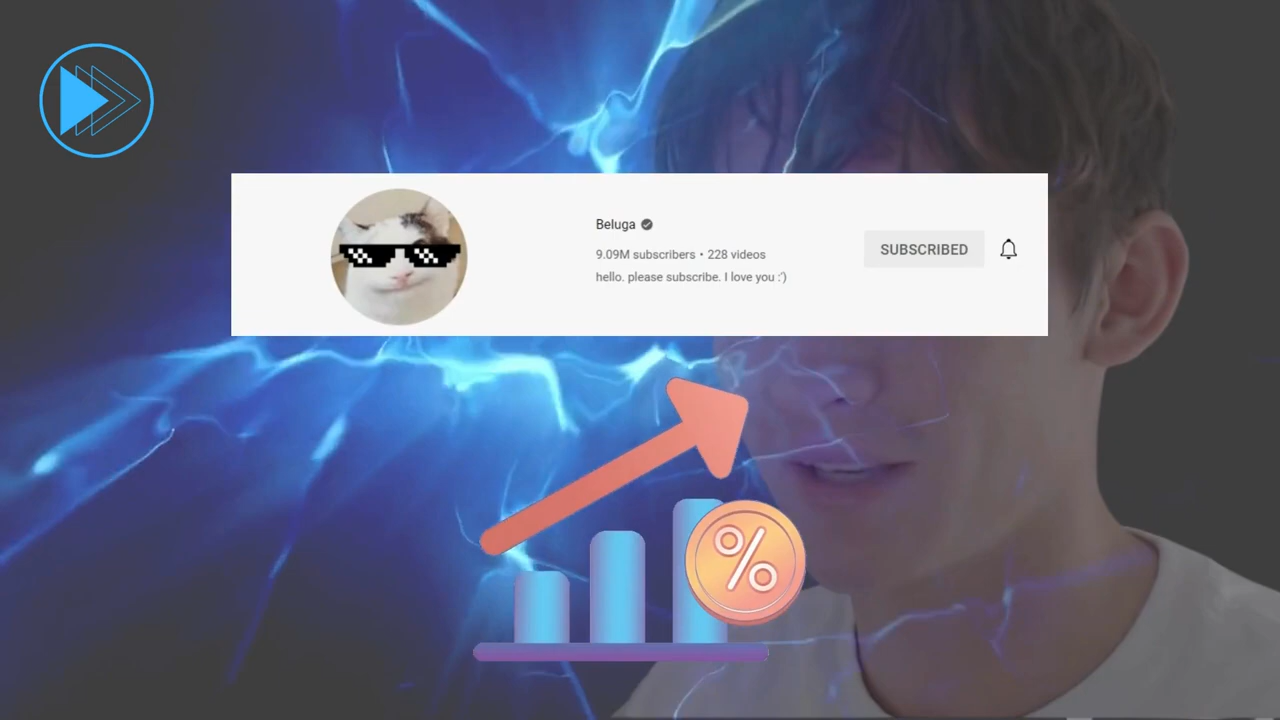 Beluga
9.09M subscribers • 228 videos
hello. please subscribe. I love you :')
SUBSCRIBED
%